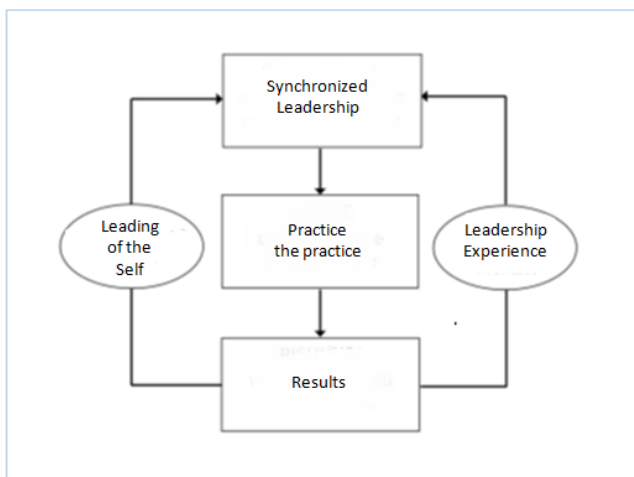 Synchronized
Leadership
Leading
of the
Self
Practice
the practice
Leadership
Experience
Results